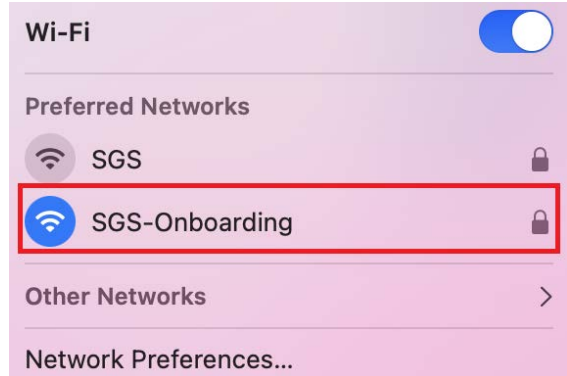 Wi-Fi
Preferred Networks
SGS
SGS-Onboarding
Other Networks
Network Preferences...